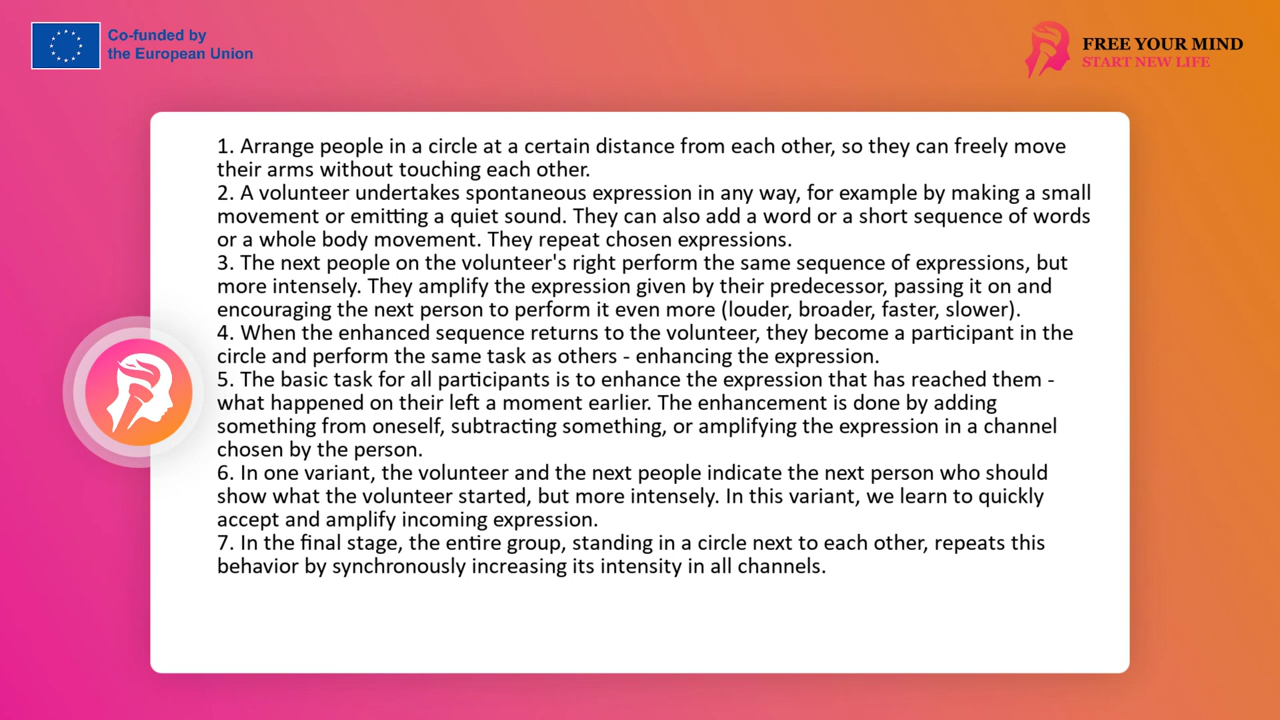 Co-funded by
the European Union
FREE YOUR MIND
START NEW LIFE
1. Arrange people in a circle at a certain distance from each other, so they can freely move
their arms without touching each other.
2. A volunteer undertakes spontaneous expression in any way, for example by making a small
movement or emitting a quiet sound. They can also add a word or a short sequence of words
or a whole body movement. They repeat chosen expressions.
3. The next people on the volunteer's right perform the same sequence of expressions, but
more intensely. They amplify the expression given by their predecessor, passing it on and
encouraging the next person to perform it even more (louder, broader, faster, slower).
4. When the enhanced sequence returns to the volunteer, they become a participant in the
circle and perform the same task as others - enhancing the expression.
5. The basic task for all participants is to enhance the expression that has reached them -
what happened on their left a moment earlier. The enhancement is done by adding
something from oneself, subtracting something, or amplifying the expression in a channel
chosen by the person.
6. In one variant, the volunteer and the next people indicate the next person who should
show what the volunteer started, but more intensely. In this variant, we learn to quickly
accept and amplify incoming expression.
7. In the final stage, the entire group, standing in a circle next to each other, repeats this
behavior by synchronously increasing its intensity in all channels.